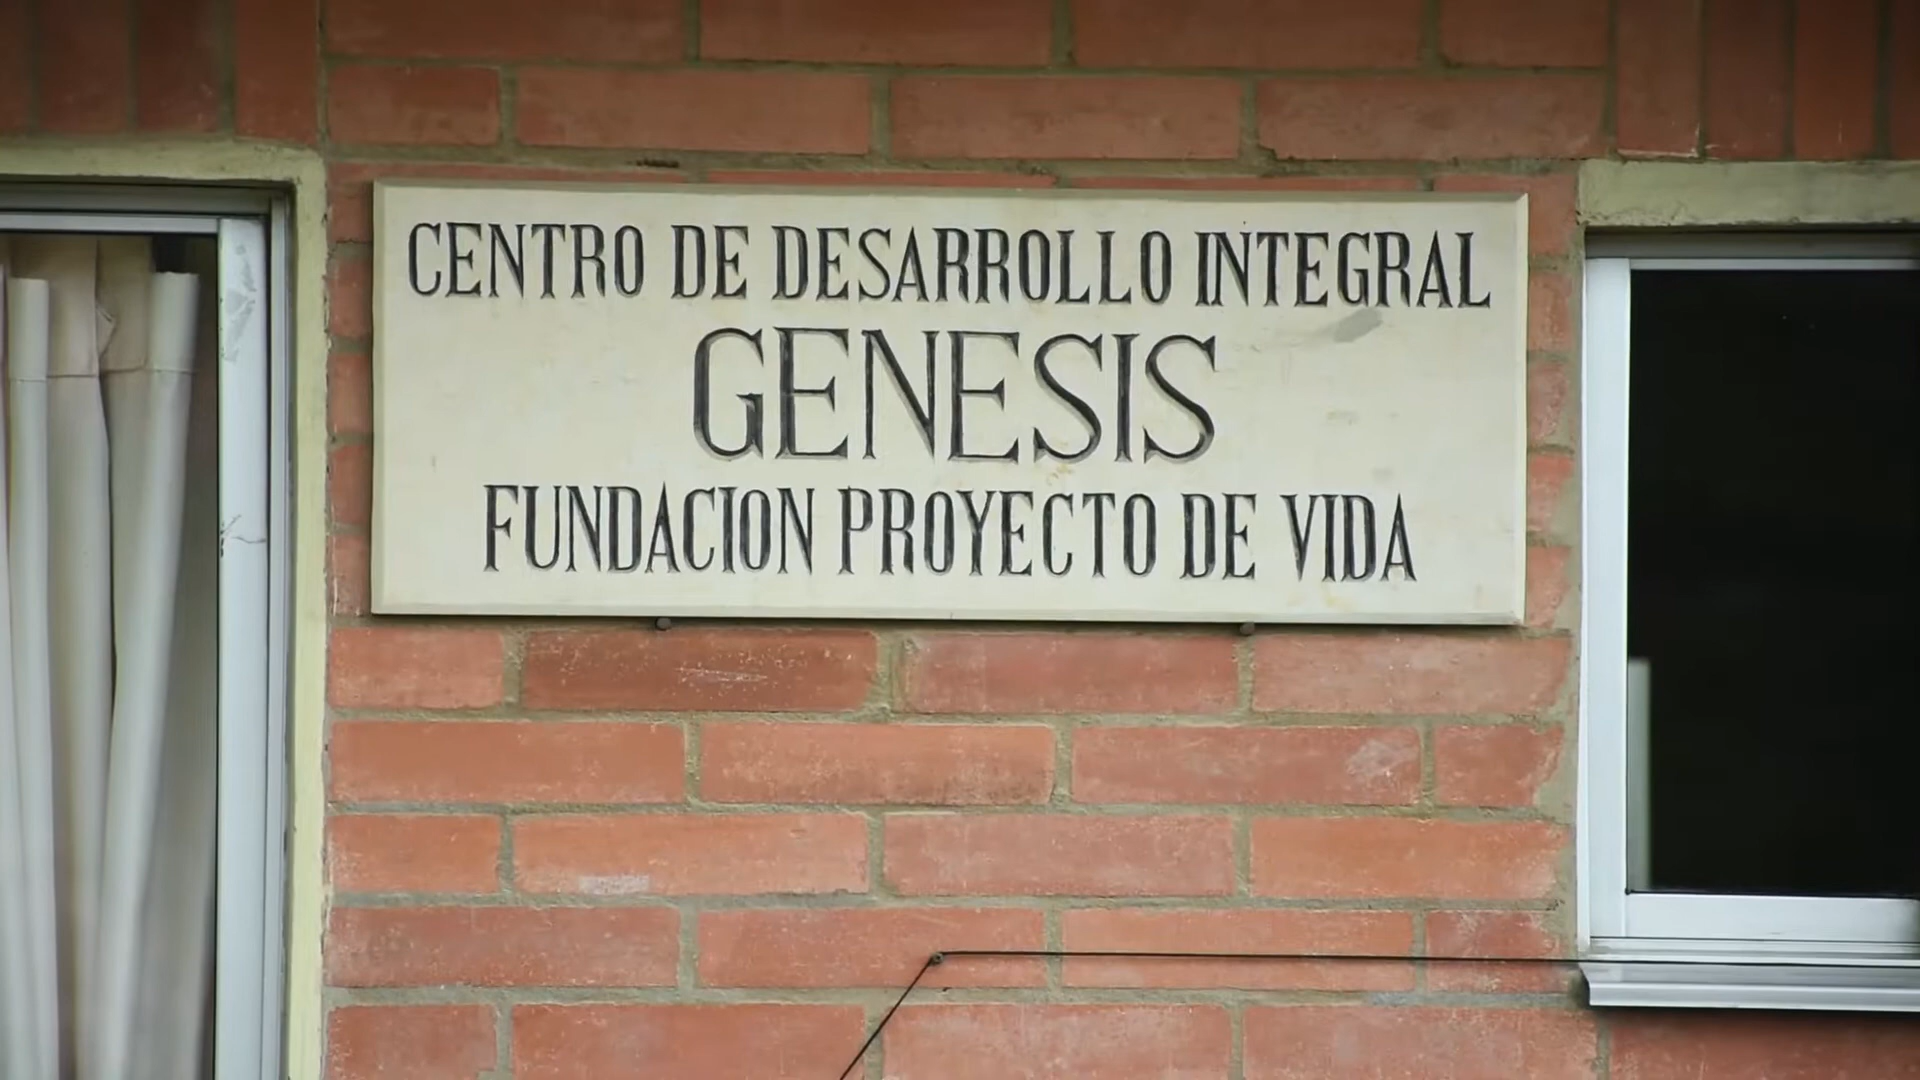 CENTRO DE DESARROLLO INTEGRAL
GENESIS
FUNDACION PROYECTO DE VIDA